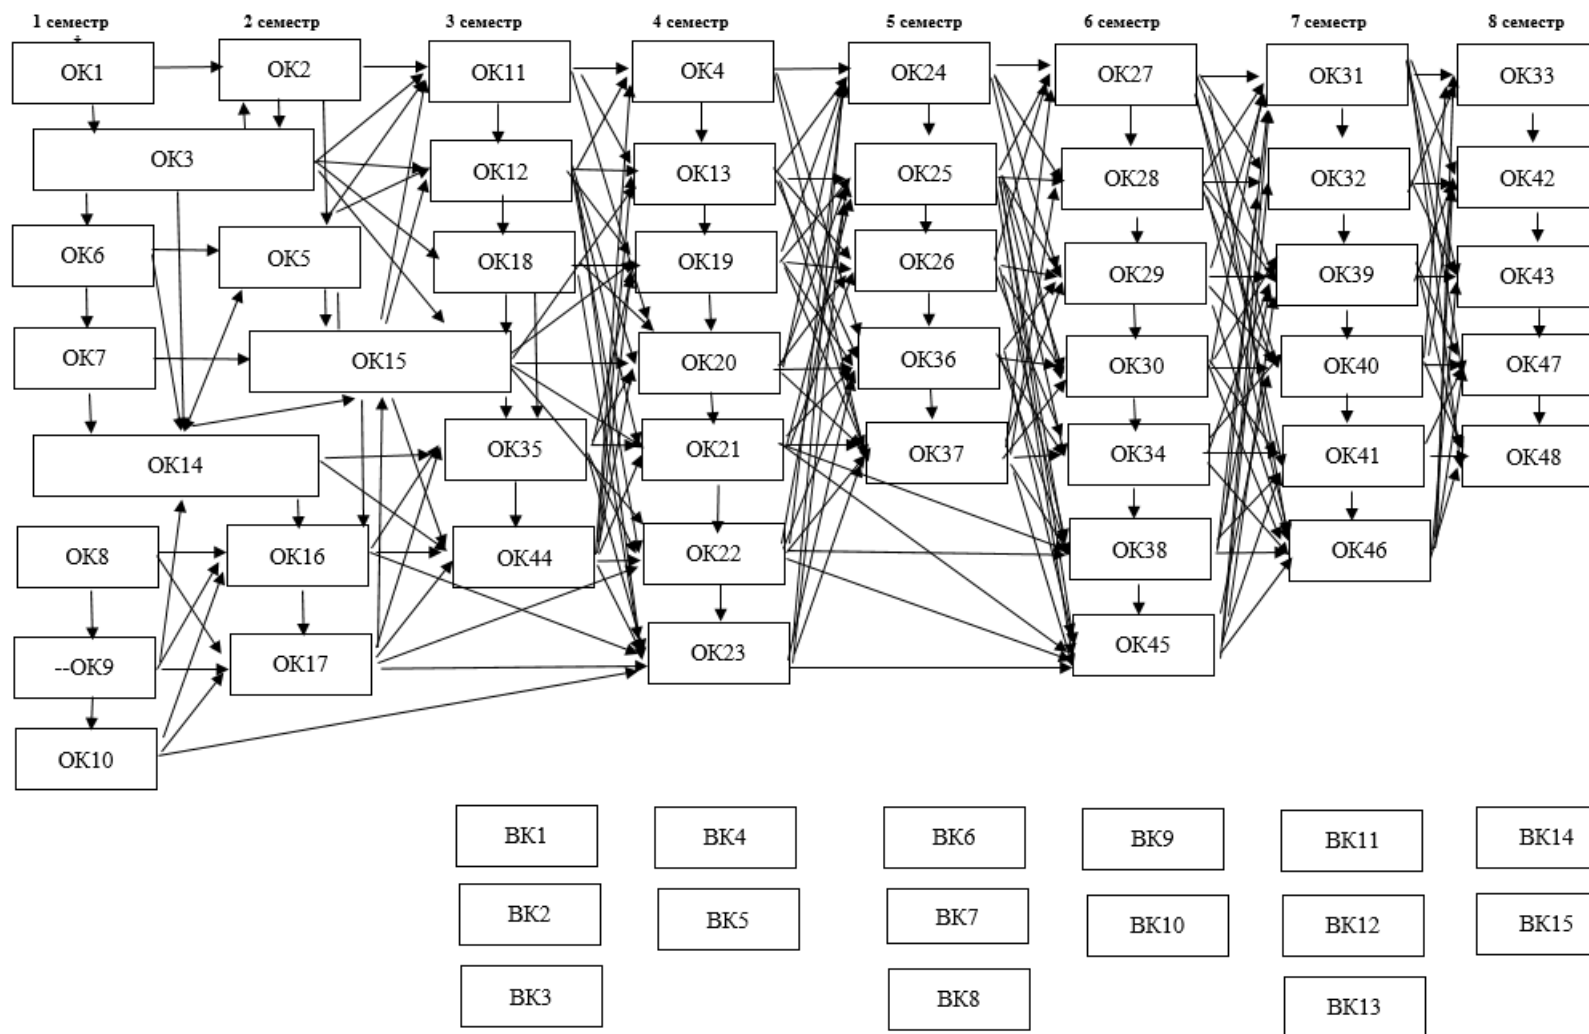 1 семестр 2 семестр 3 семестр 4 семестр 5 семестр 6 семестр 7 семестр 8 семестр
ОК1 ОК2 ОК11 ОК4 ОК24 ОК27 ОК31 ОК33
ОК3 ОК12 ОК13 ОК25 ОК28 ОК32 ОК42
ОК6 ОК5 ОК18 ОК19 ОК26 ОК29 ОК39 ОК43
ОК7 ОК15 ОК20 ОК36 ОК30 ОК40 ОК47
ОК14 ОК35 ОК21 ОК37 ОК34 ОК41 ОК48
ОК8 ОК16 ОК44 ОК22 ОК38 ОК46
--ОК9 ОК17 ОК23 ОК45
ОК10
ВК1 ВК4 ВК6 ВК9 ВК11 ВК14
ВК2 ВК5 ВК7 ВК10 ВК12 ВК15
ВК3 ВК8 ВК13